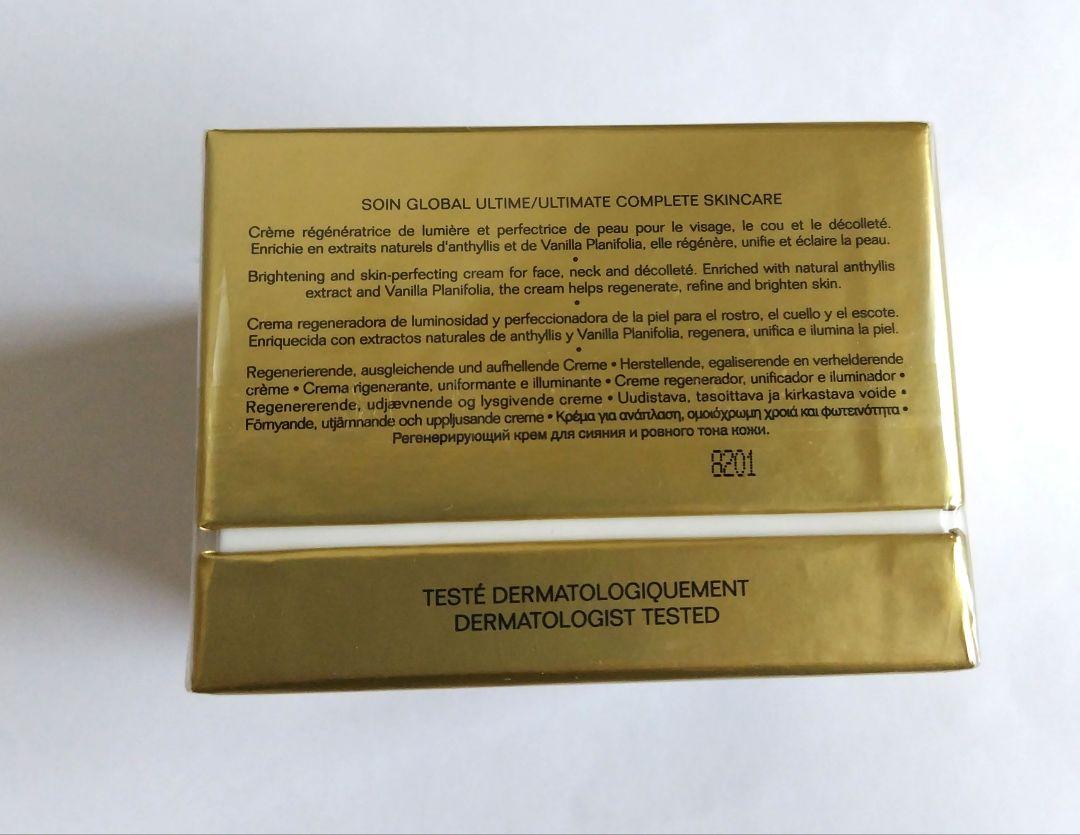 SOIN GLOBAL ULTIME/ULTIMATE COMPLETE SKINCARE
Crème régénératrice de lumière et perfectrice de peau pour le visage, le cou et le décolleté.
Enrichie en extraits naturels d'anthyllis et de Vanilla Planifolia, elle régénère, unifie et éclaire la peau.
•
Brightening and skin-perfecting cream for face, neck and décolleté. Enriched with natural anthyllis
extract and Vanilla Planifolia, the cream helps regenerate, refine and brighten skin.
•
Crema regeneradora de luminosidad y perfeccionadora de la piel para el rostro, el cuello y el escote.
Enriquecida con extractos naturales de anthyllis y Vanilla Planifolia, regenera, unifica e ilumina la piel.
•
Regenerierende, ausgleichende und aufhellende Creme • Herstellende, egaliserende en verhelderende
crème • Crema rigenerante, uniformante e illuminante • Creme regenerador, unificador e iluminador •
Regenererende, udjævnende og lysgivende creme • Uudistava, tasoittava ja kirkastava voide •
Förnyande, utjämnande och uppljusande creme • Κρέμα για ανάπλαση, ομοιόχρωμη χροιά και φωτεινότητα •
Регенерирующий крем для сияния и ровного тона кожи.
8201
TESTÉ DERMATOLOGIQUEMENT
DERMATOLOGIST TESTED